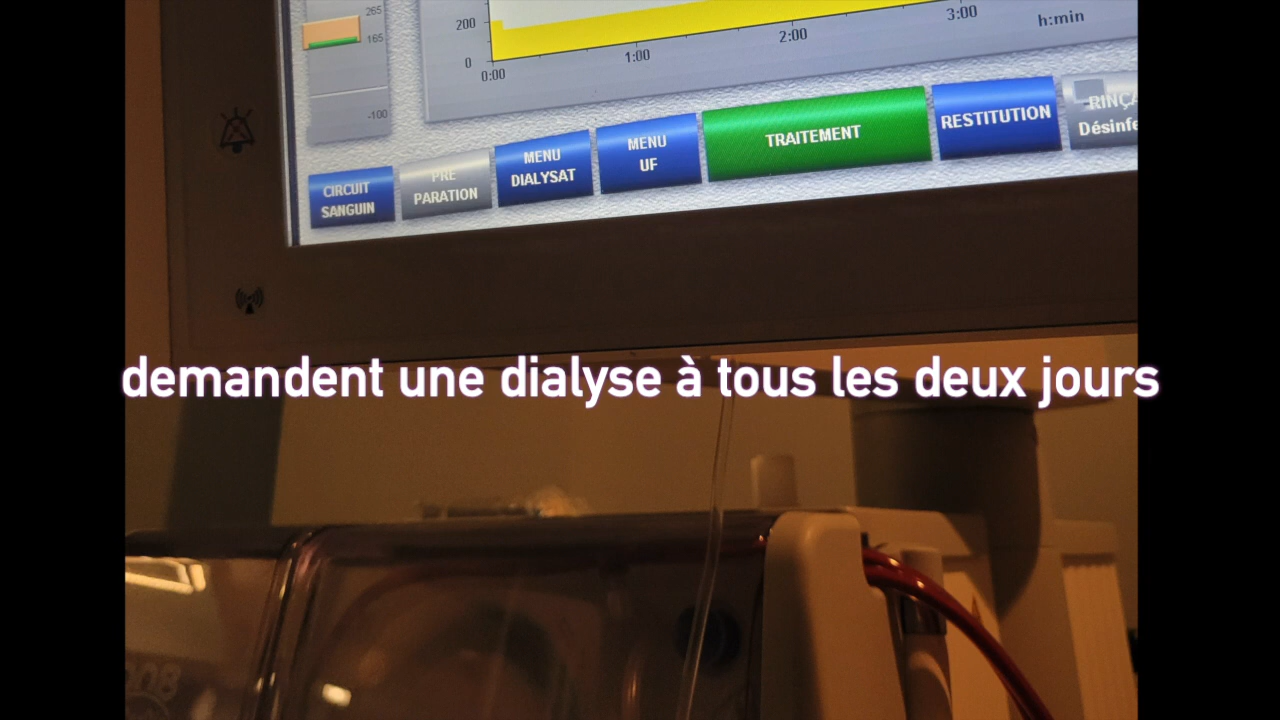 265
165
-100
200
0
0:00
1:00
2:00
3:00
h:min
CIRCUIT
SANGUIN
PRE
PARATION
MENU
DIALYSAT
MENU
UF
TRAITEMENT
RESTITUTION
demandent une dialyse à tous les deux jours